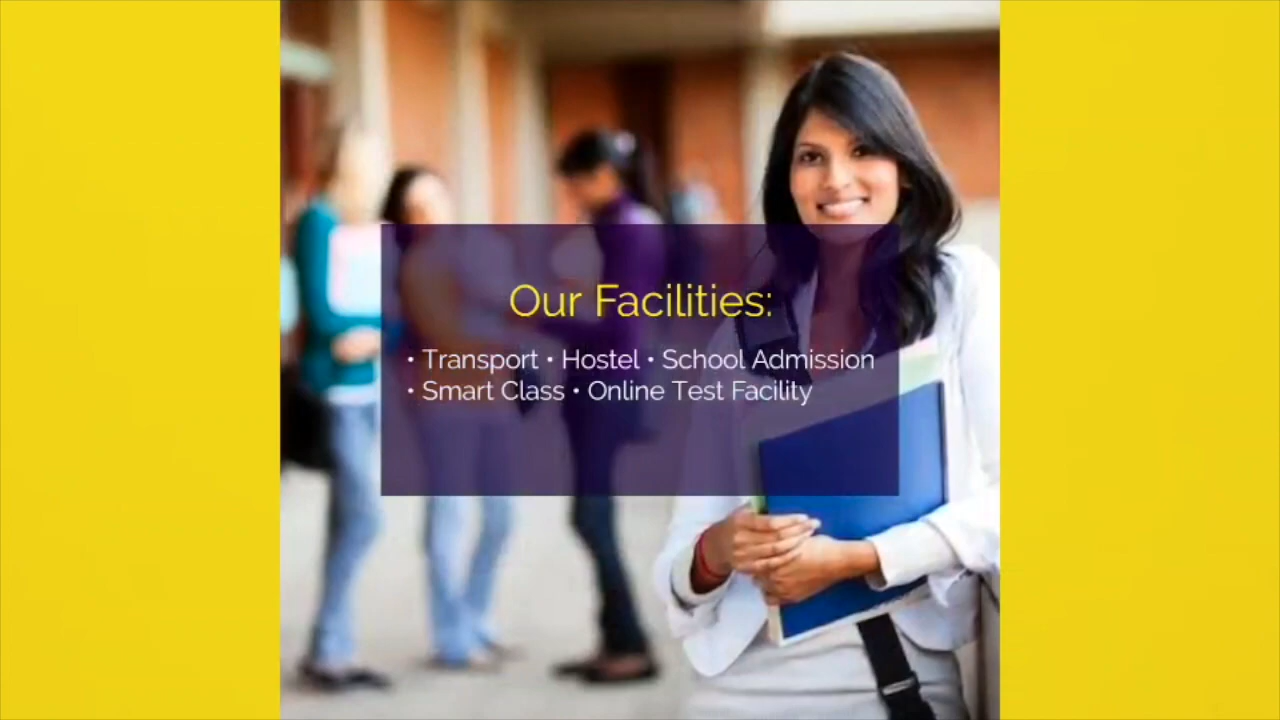 Our Facilities:
• Transport • Hostel • School Admission
• Smart Class • Online Test Facility